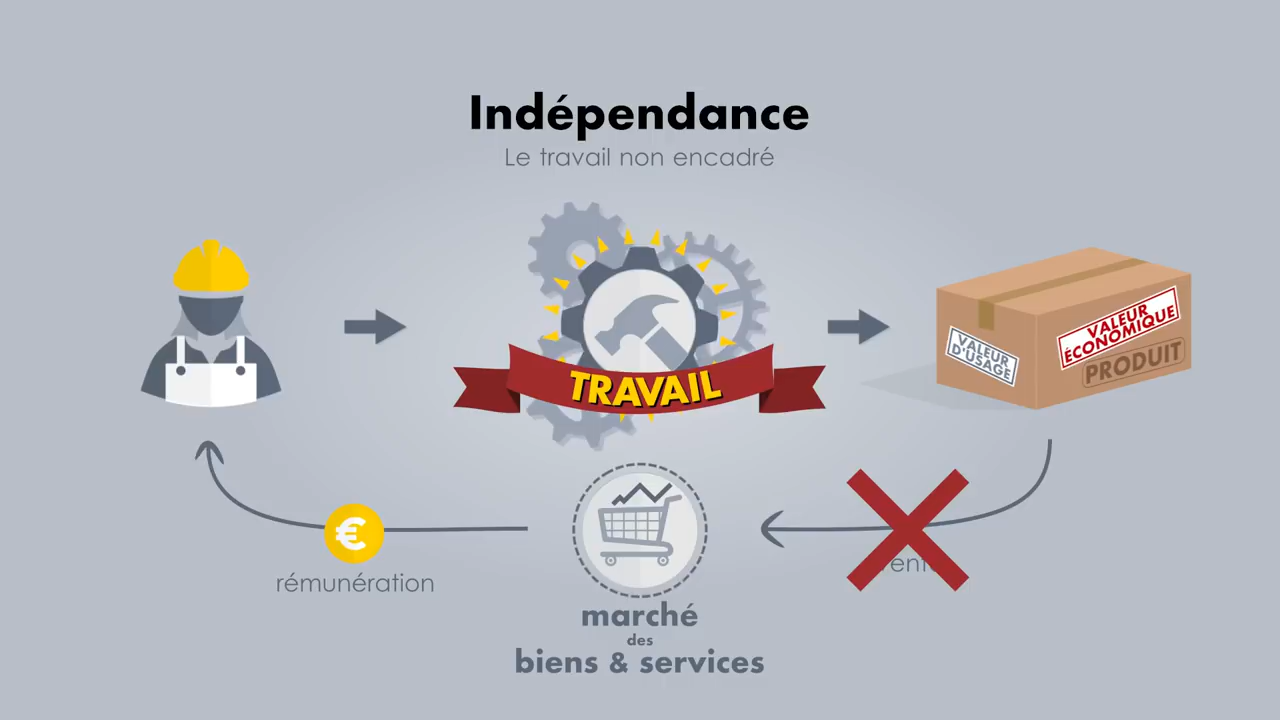 Indépendance
Le travail non encadré
VALEUR
D'USAGE
VALEUR
ÉCONOMIQUE
PRODUIT
TRAVAIL
€
rémunération
marché
des
biens & services